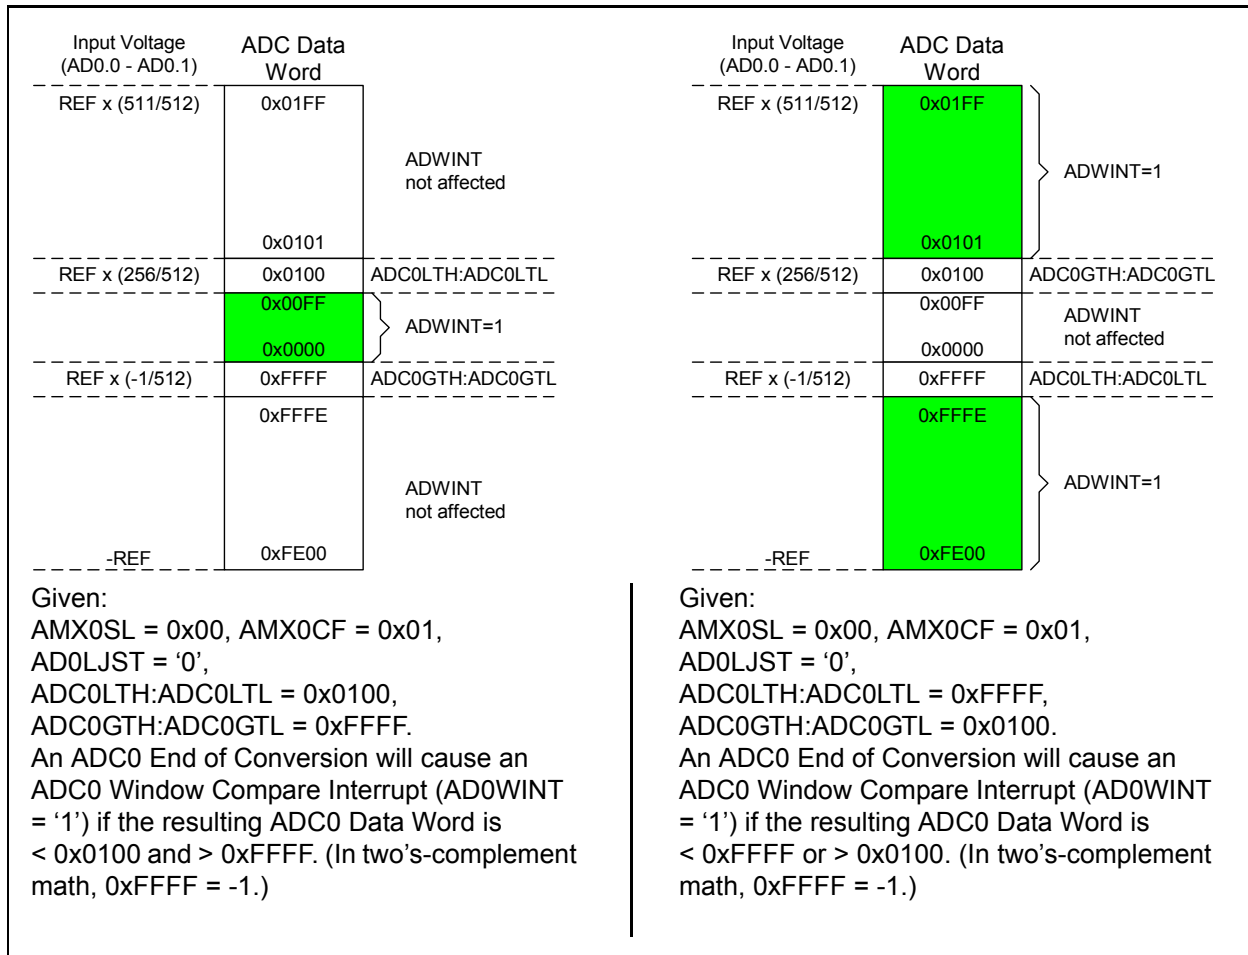 Input Voltage
(AD0.0 - AD0.1)
ADC Data
Word
REF x (511/512)
0x01FF
ADWINT
not affected
0x0101
REF x (256/512)
0x0100
ADC0LTH:ADC0LTL
0x00FF
ADWINT=1
0x0000
REF x (-1/512)
0xFFFF
ADC0GTH:ADC0GTL
0xFFFE
ADWINT
not affected
-REF
0xFE00
Given:
AMX0SL = 0x00, AMX0CF = 0x01,
AD0LJST = ‘0’,
ADC0LTH:ADC0LTL = 0x0100,
ADC0GTH:ADC0GTL = 0xFFFF.
An ADC0 End of Conversion will cause an
ADC0 Window Compare Interrupt (AD0WINT
= ‘1’) if the resulting ADC0 Data Word is
< 0x0100 and > 0xFFFF. (In two’s-complement
math, 0xFFFF = -1.)
Input Voltage
(AD0.0 - AD0.1)
ADC Data
Word
REF x (511/512)
0x01FF
ADWINT=1
0x0101
REF x (256/512)
0x0100
ADC0GTH:ADC0GTL
0x00FF
ADWINT
not affected
0x0000
REF x (-1/512)
0xFFFF
ADC0LTH:ADC0LTL
0xFFFE
ADWINT=1
-REF
0xFE00
Given:
AMX0SL = 0x00, AMX0CF = 0x01,
AD0LJST = ‘0’,
ADC0LTH:ADC0LTL = 0xFFFF,
ADC0GTH:ADC0GTL = 0x0100.
An ADC0 End of Conversion will cause an
ADC0 Window Compare Interrupt (AD0WINT
= ‘1’) if the resulting ADC0 Data Word is
< 0xFFFF or > 0x0100. (In two’s-complement
math, 0xFFFF = -1.)